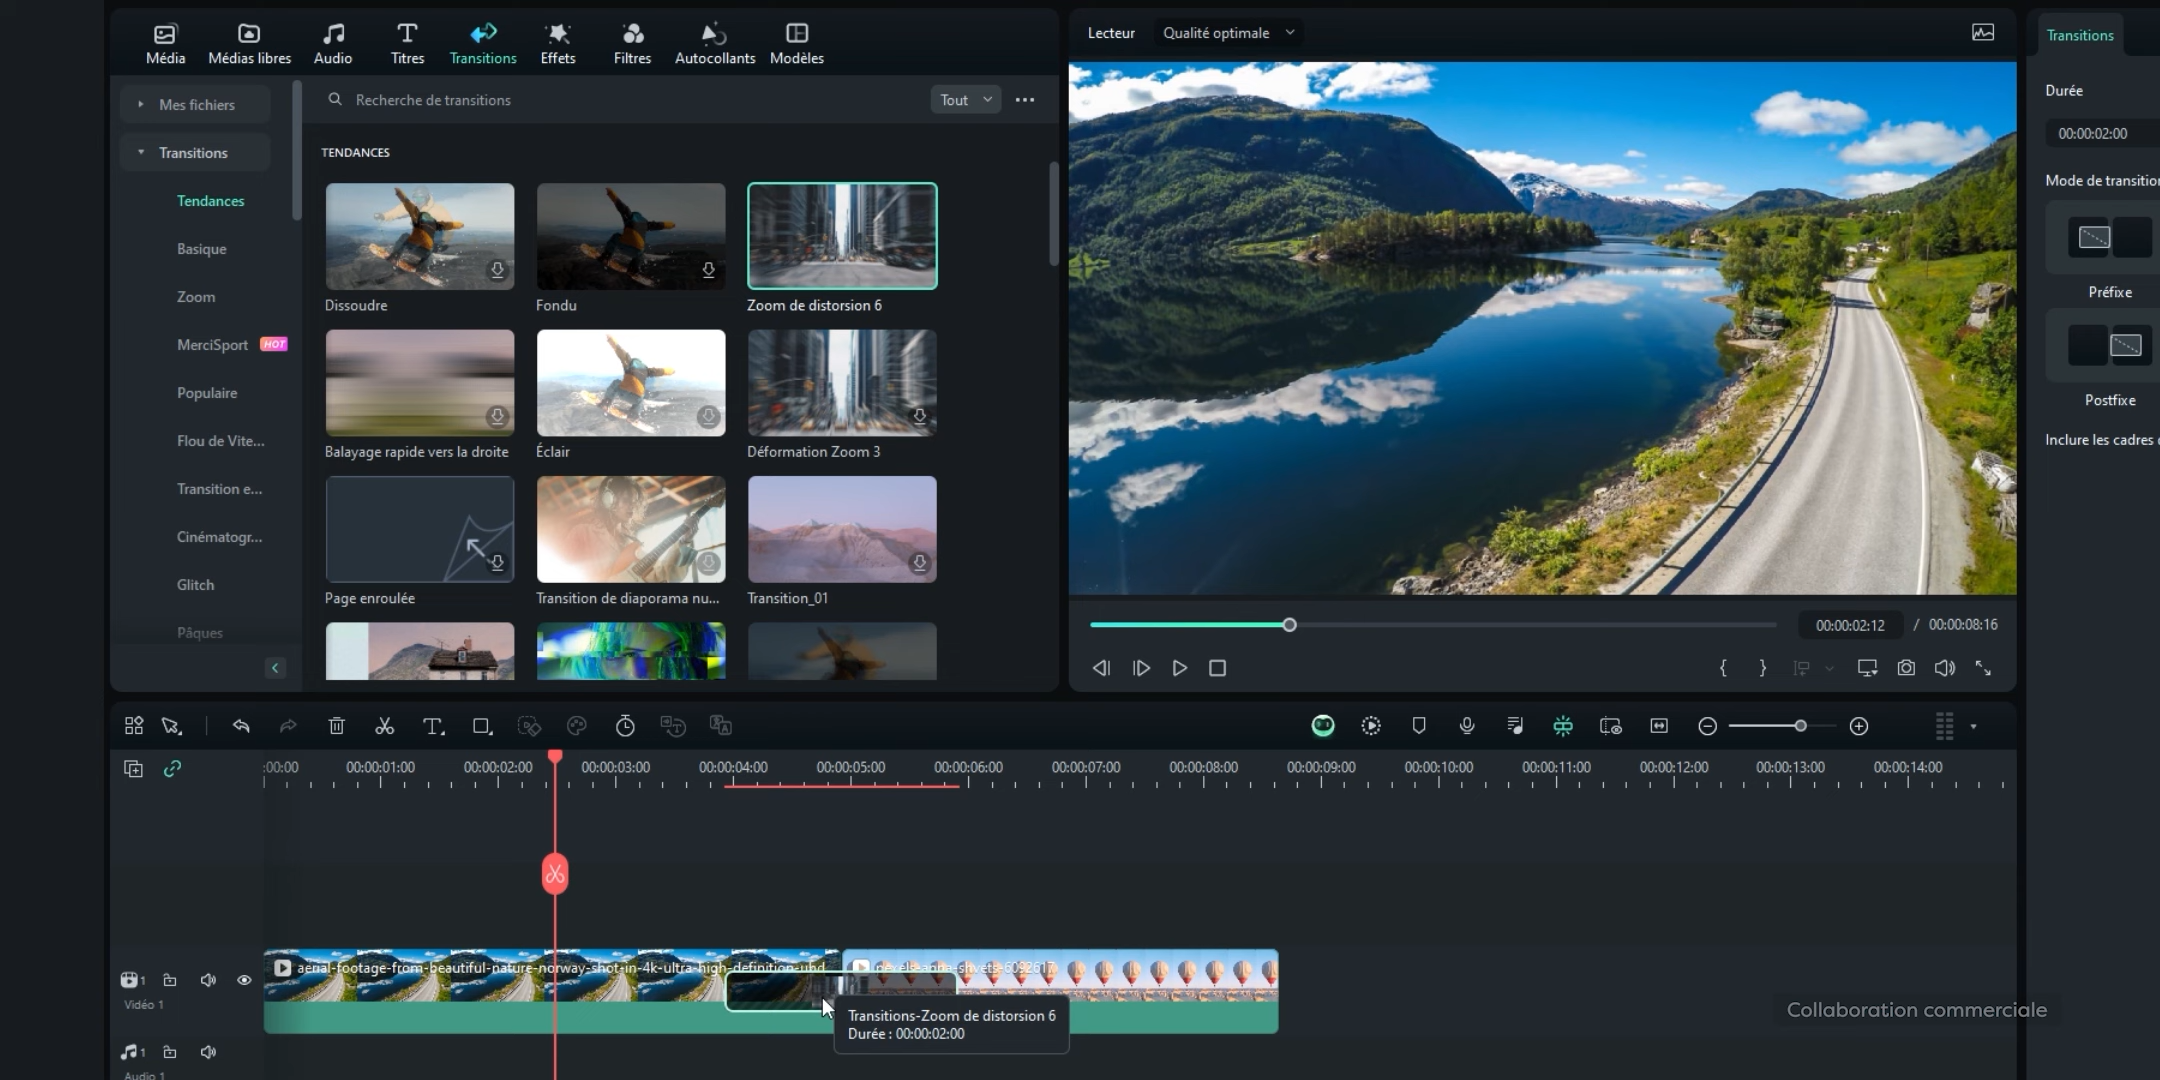 Média
Médias libres
Audio
Titres
Transitions
Effets
Filtres
Autocollants
Modèles
Lecteur
Qualité optimale
Transitions
Mes fichiers
Recherche de transitions
Tout
Durée
00:00:02:00
Transitions
TENDANCES
Mode de transition
Tendances
Basique
Zoom
MerciSport
HOT
Populaire
Flou de Vite...
Transition e...
Cinématogr...
Glitch
Pâques
Dissoudre
Fondu
Zoom de distorsion 6
Balayage rapide vers la droite
Éclair
Déformation Zoom 3
Page enroulée
Transition de diaporama nu...
Transition_01
Préfixe
Postfixe
Inclure les cadres
00:00:02:12 / 00:00:08:16
:00:00
00:00:01:00
00:00:02:00
00:00:03:00
00:00:04:00
00:00:05:00
00:00:06:00
00:00:07:00
00:00:08:00
00:00:09:00
00:00:10:00
00:00:11:00
00:00:12:00
00:00:13:00
00:00:14:00
aerial-footage-from-beautiful-nature-norway-shot-in-4k-ultra-high-definition-uhd
pexels-anna-shvets-6092617
1
Vidéo 1
Transitions-Zoom de distorsion 6
Durée : 00:00:02:00
Collaboration commerciale
1
Audio 1